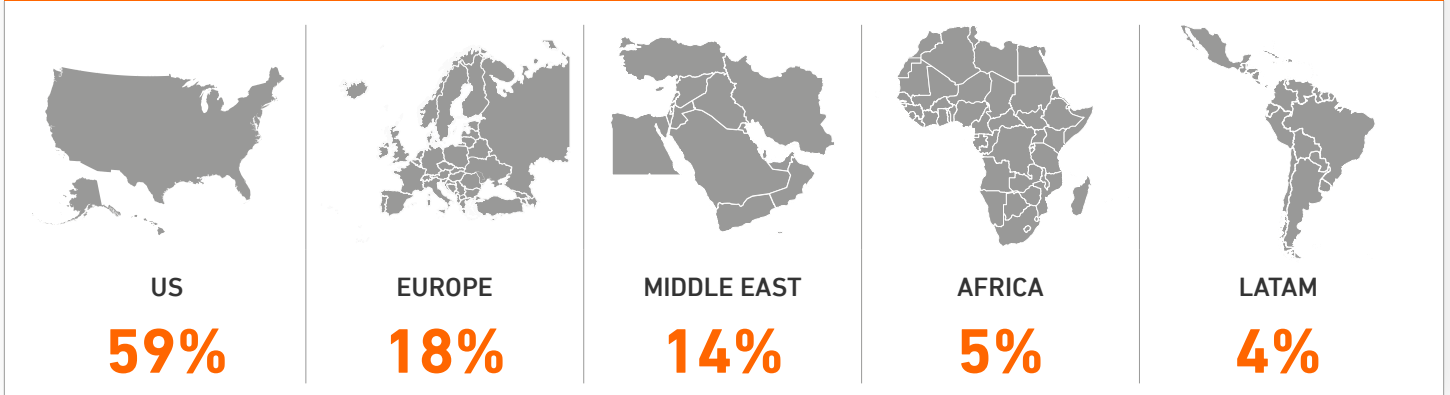 US
59%
EUROPE
18%
MIDDLE EAST
14%
AFRICA
5%
LATAM
4%